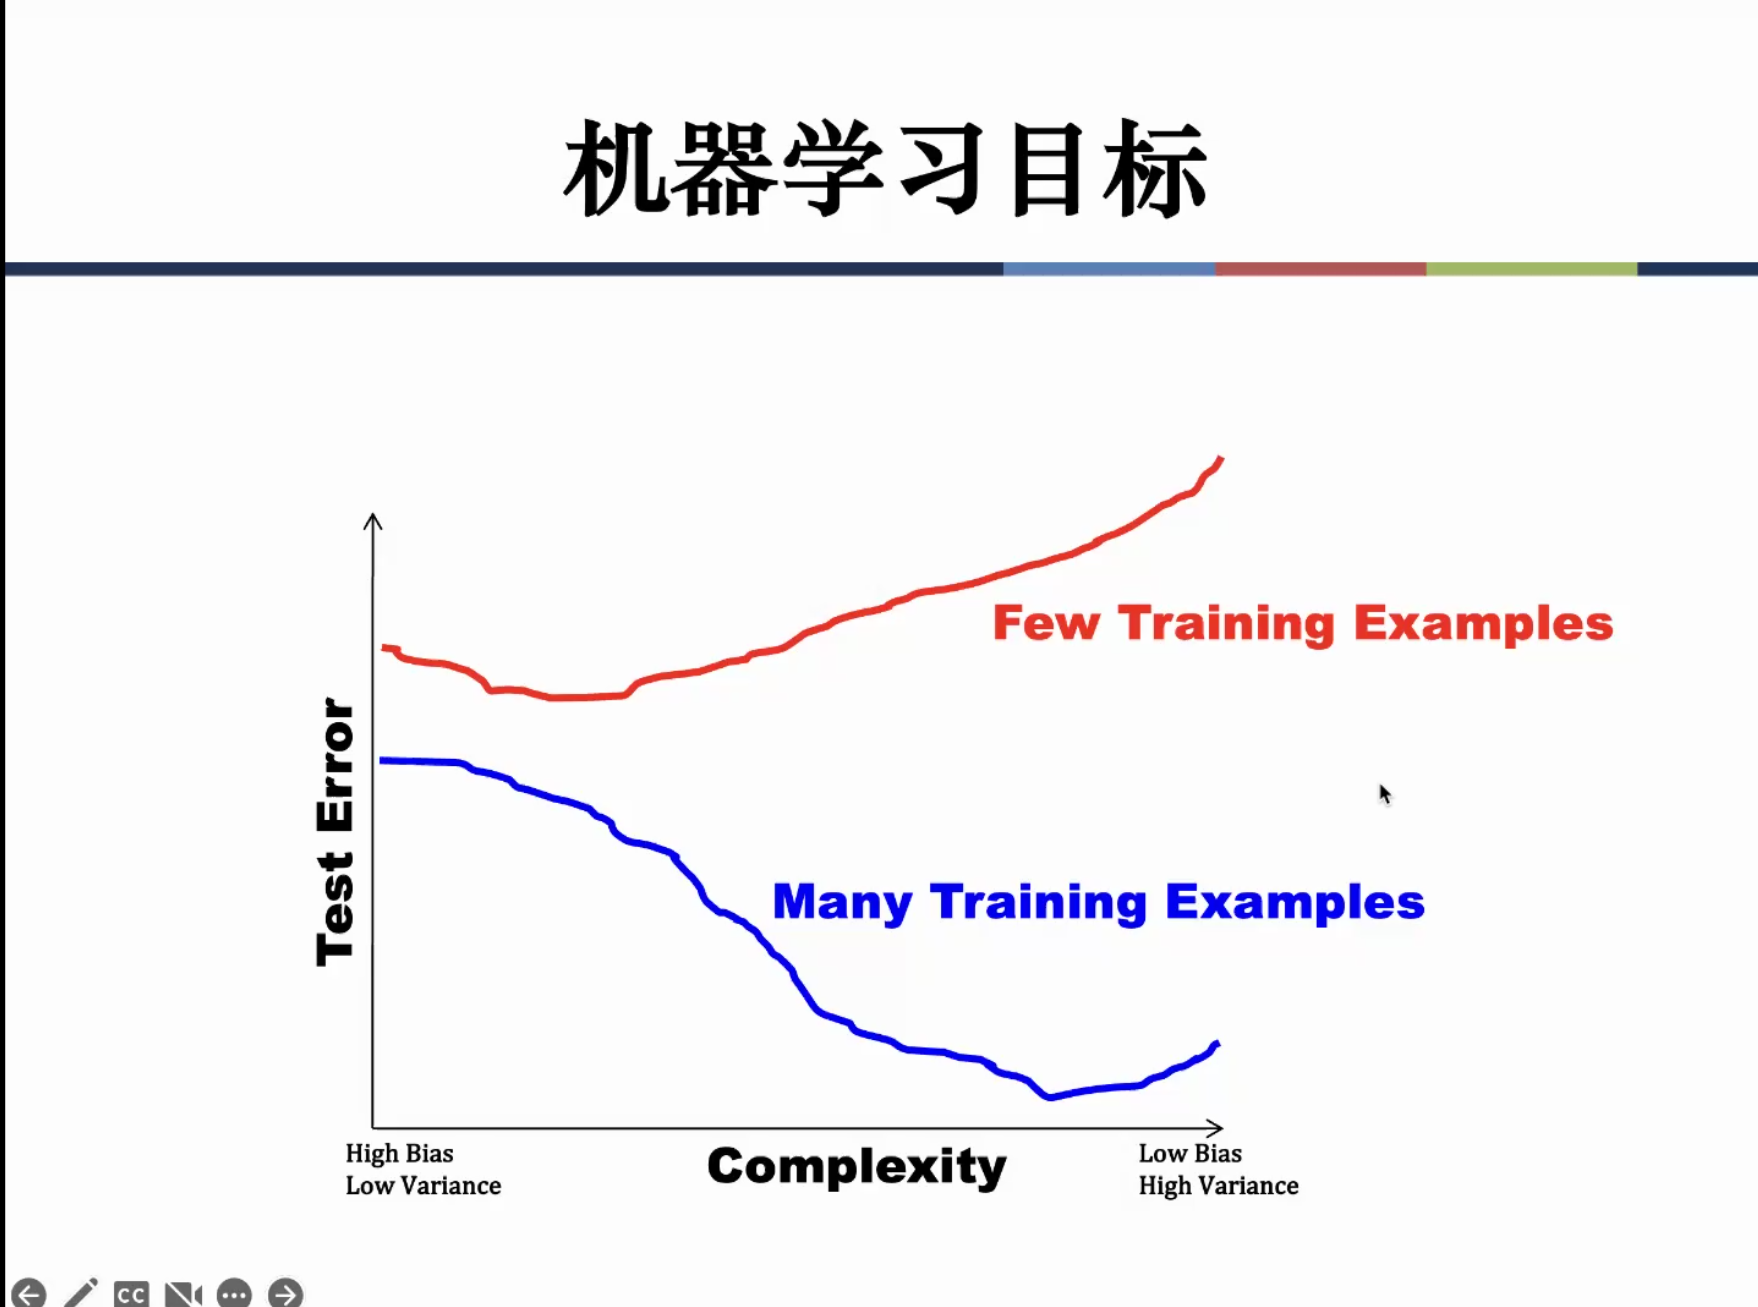 机器学习目标
Few Training Examples
Test Error
Many Training Examples
High Bias
Low Variance
Complexity
Low Bias
High Variance
CC